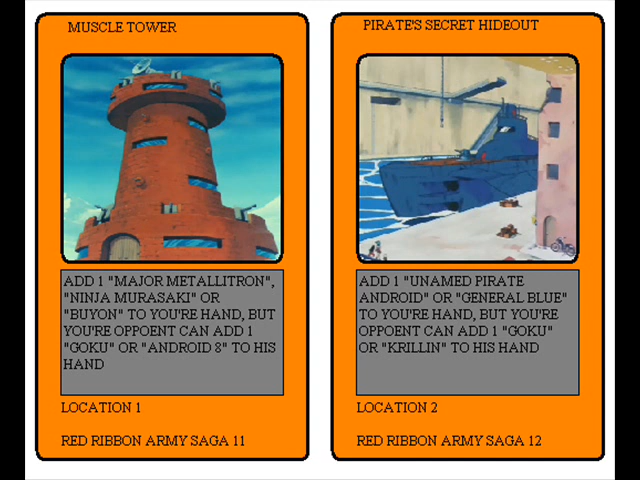 MUSCLE TOWER
ADD 1 "MAJOR METALLITRON",
"NINJA MURASAKI" OR
"BUYON" TO YOU'RE HAND, BUT
YOU'RE OPPOENT CAN ADD 1
"GOKU" OR "ANDROID 8" TO HIS
HAND
LOCATION 1
RED RIBBON ARMY SAGA 11
PIRATE'S SECRET HIDEOUT
ADD 1 "UNAMED PIRATE
ANDROID" OR "GENERAL BLUE"
TO YOU'RE HAND, BUT YOU'RE
OPPOENT CAN ADD 1 "GOKU"
OR "KRILLIN" TO HIS HAND
LOCATION 2
RED RIBBON ARMY SAGA 12